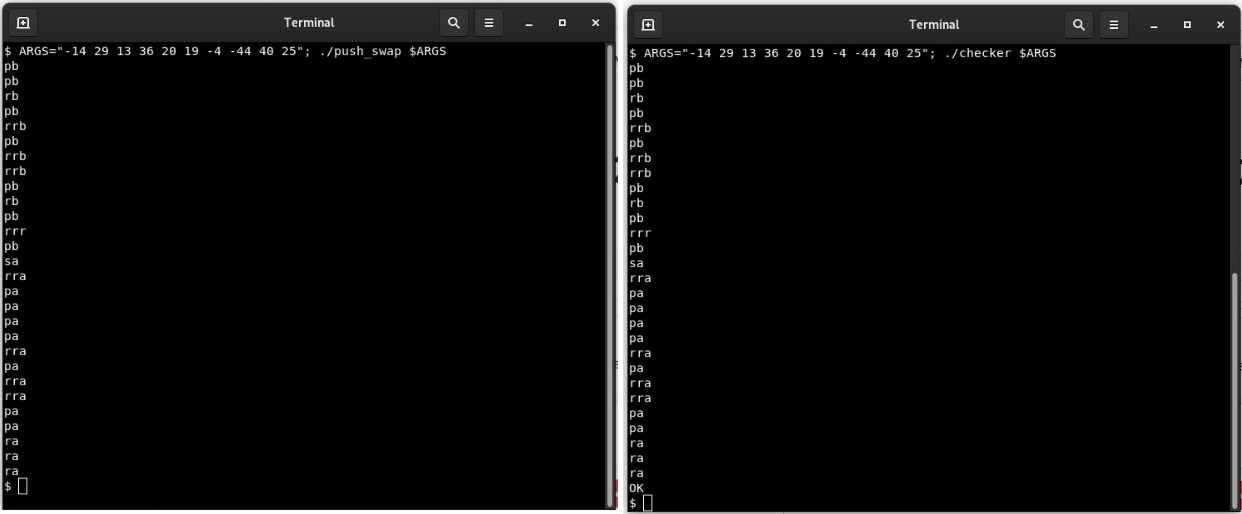 Terminal
$ ARGS="-14 29 13 36 20 19 -4 -44 40 25"; ./push_swap $ARGS
pb
pb
rb
pb
rrb
pb
rrb
rrb
pb
rb
pb
rrr
pb
sa
rra
pa
pa
pa
pa
rra
pa
rra
rra
pa
pa
ra
ra
ra
$
Terminal
$ ARGS="-14 29 13 36 20 19 -4 -44 40 25"; ./checker $ARGS
pb
pb
rb
pb
rrb
pb
rrb
rrb
pb
rb
pb
rrr
pb
sa
rra
pa
pa
pa
pa
rra
pa
rra
rra
pa
pa
ra
ra
ra
OK
$